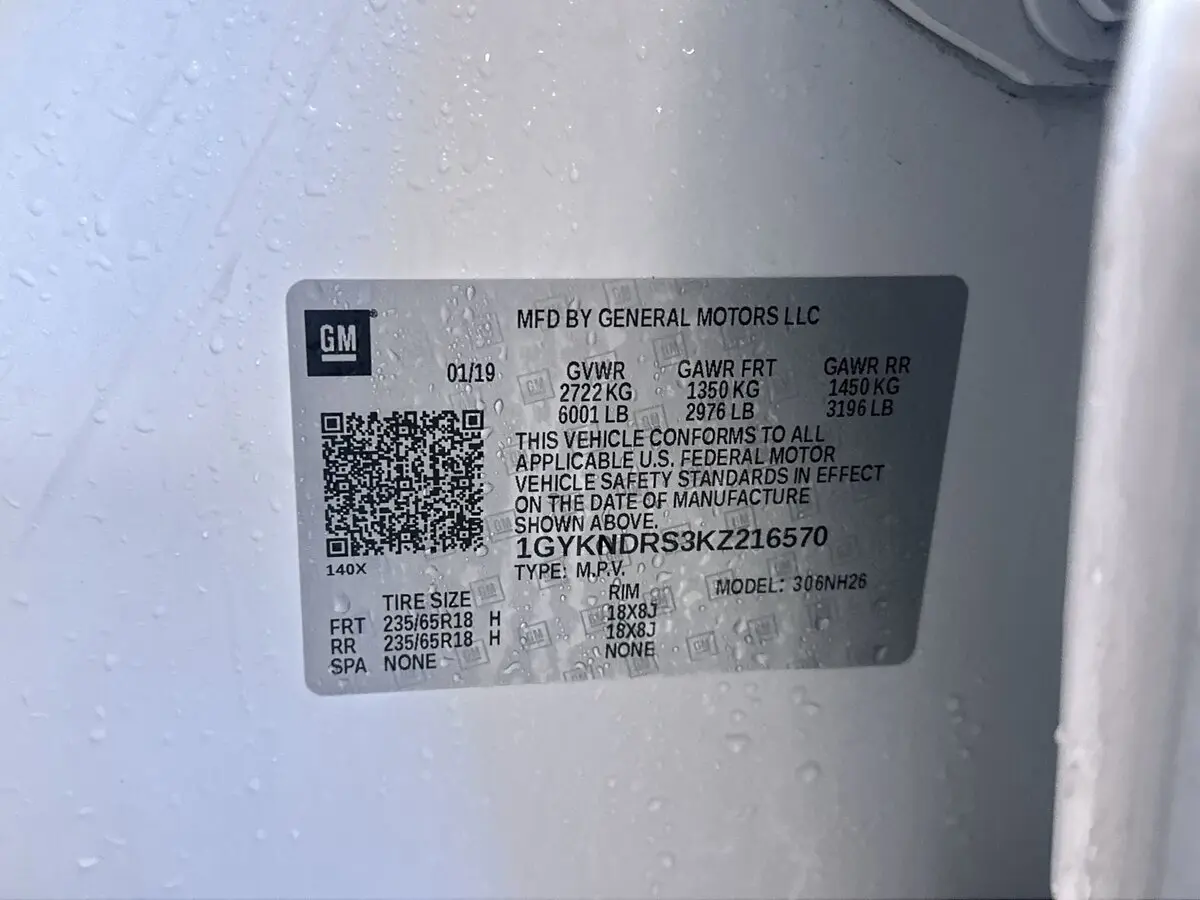 GM®
MFD BY GENERAL MOTORS LLC
01/19 GVWR GAWR FRT GAWR RR
2722 KG 1350 KG 1450 KG
6001 LB 2976 LB 3196 LB
THIS VEHICLE CONFORMS TO ALL
APPLICABLE U.S. FEDERAL MOTOR
VEHICLE SAFETY STANDARDS IN EFFECT
ON THE DATE OF MANUFACTURE
SHOWN ABOVE.
1GYKNDRS3KZ216570
140X
TYPE: M.P.V.
MODEL: 306NH26
TIRE SIZE RIM
FRT 235/65R18 H 18X8J
RR 235/65R18 H 18X8J
SPA NONE NONE